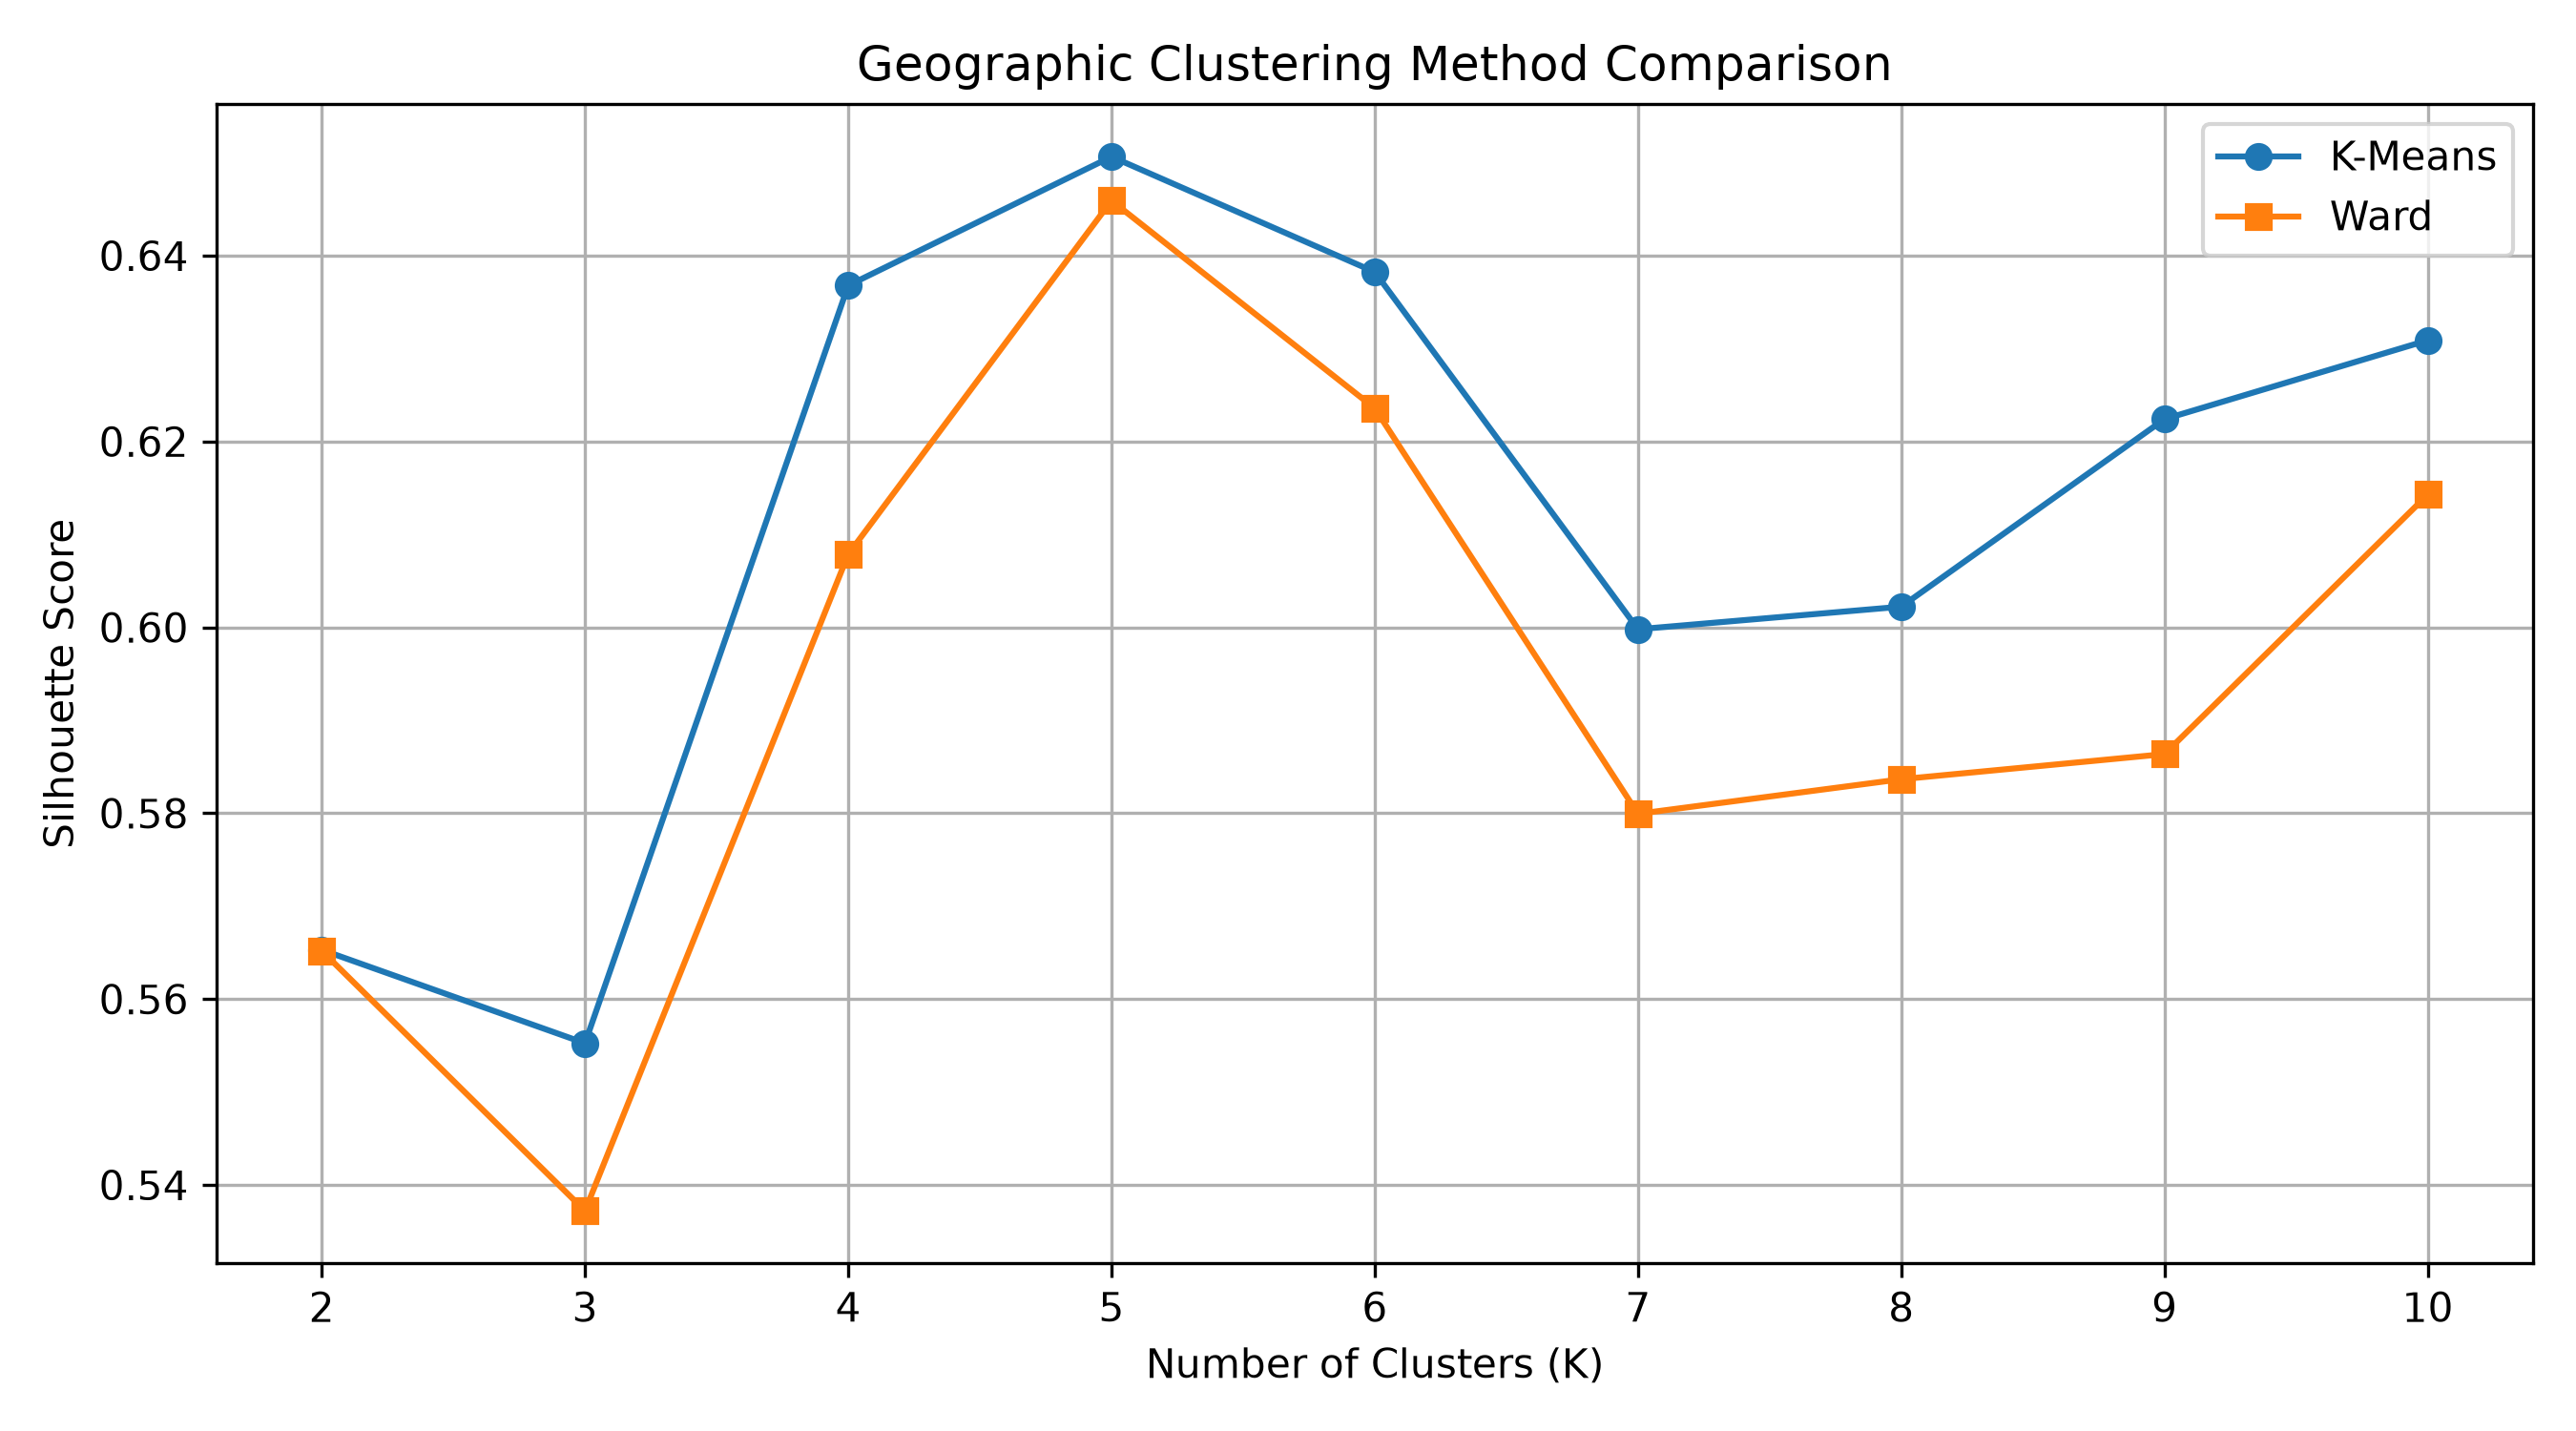 Geographic Clustering Method Comparison
K-Means
Ward
Silhouette Score
0.64
0.62
0.60
0.58
0.56
0.54
2 3 4 5 6 7 8 9 10
Number of Clusters (K)